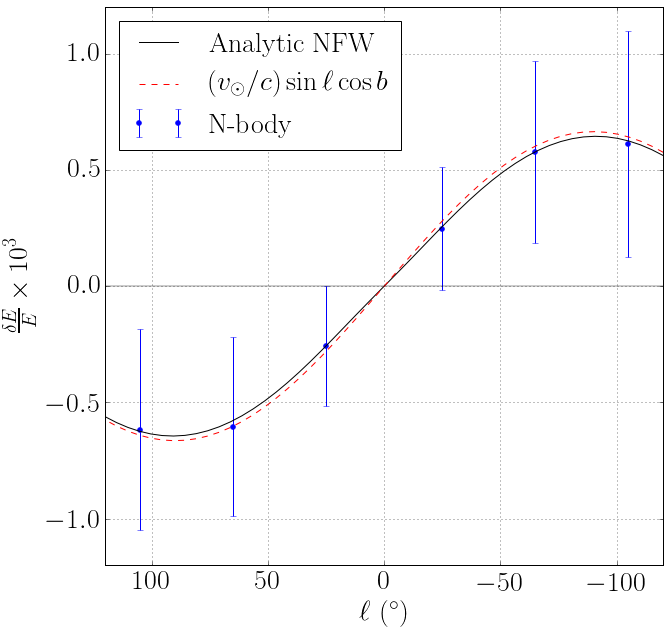 Analytic NFW
(v⊙/c) sin ℓ cos b
N-body
1.0
0.5
0.0
−0.5
−1.0
δE/E × 10³
100 50 0 −50 −100
ℓ (°)